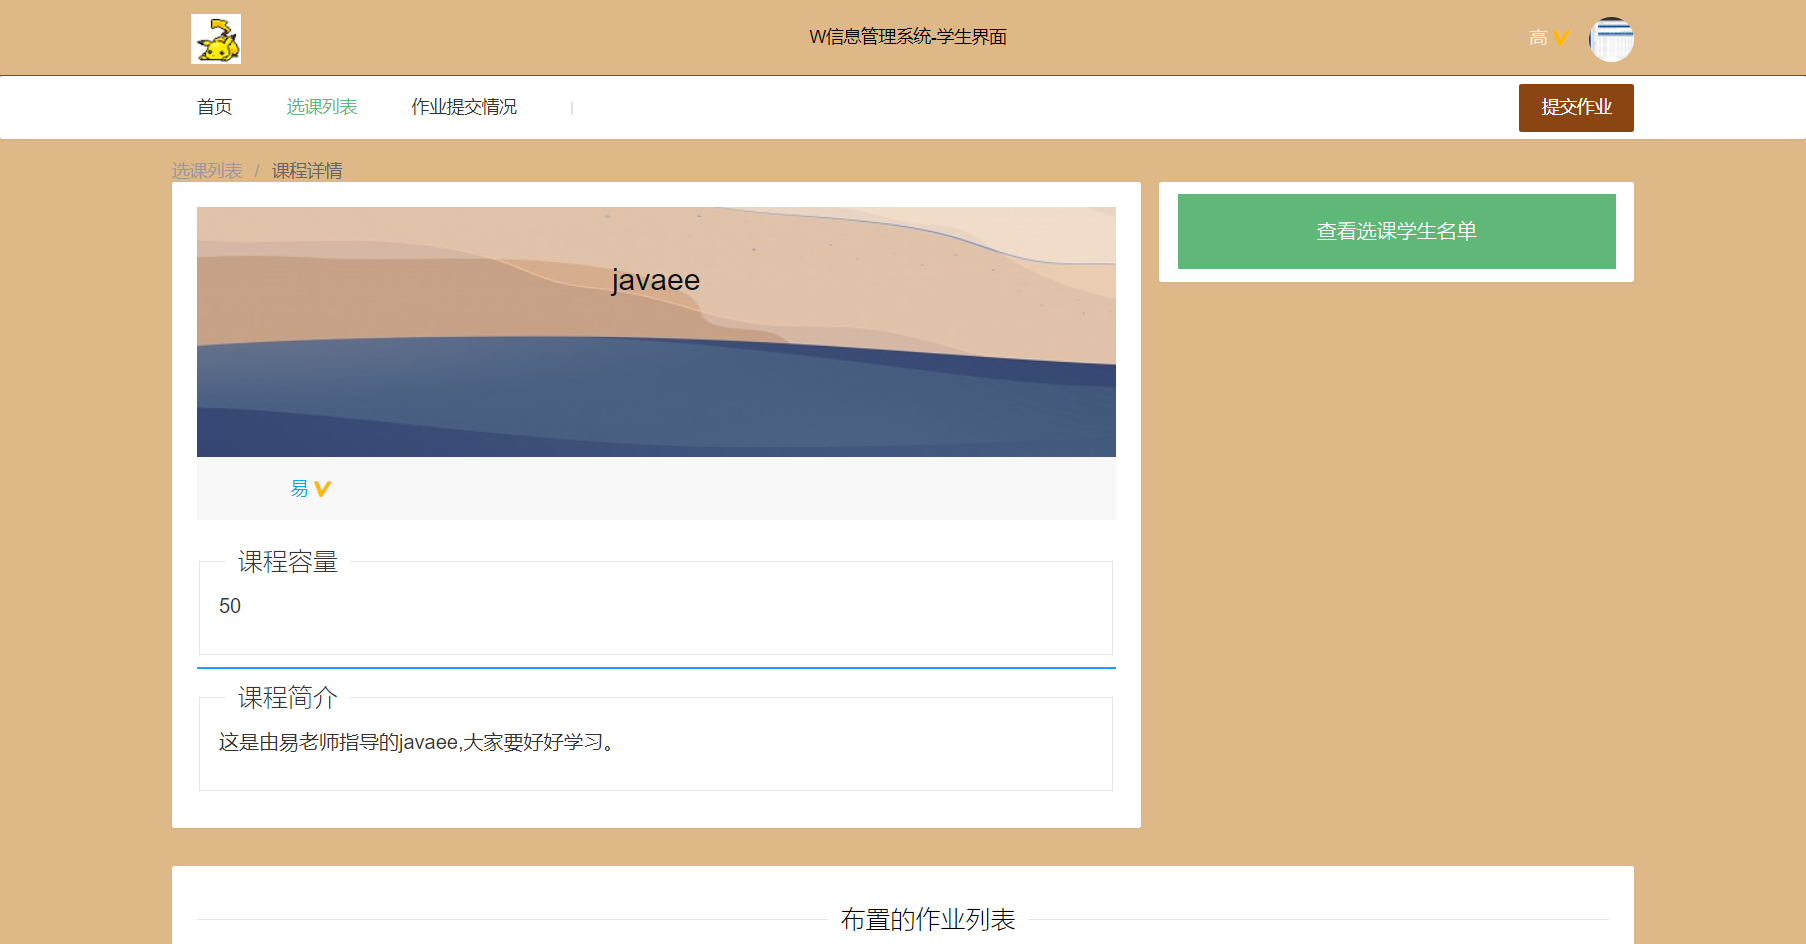 W信息管理系统-学生界面
高
首页
选课列表
作业提交情况
提交作业
选课列表 / 课程详情
javaee
查看选课学生名单
易
课程容量
50
课程简介
这是由易老师指导的javaee,大家要好好学习。
布置的作业列表